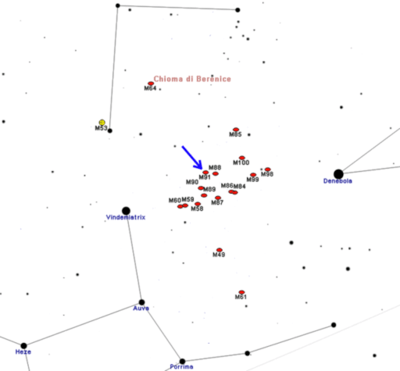 Chioma di Berenice
M64
M53
M85
M100
M88
M91
M98
M99
Denebola
M90
M89
M86
M84
M60
M59
M58
M87
Vindemiatrix
M49
M61
Auva
Heze
Porrima